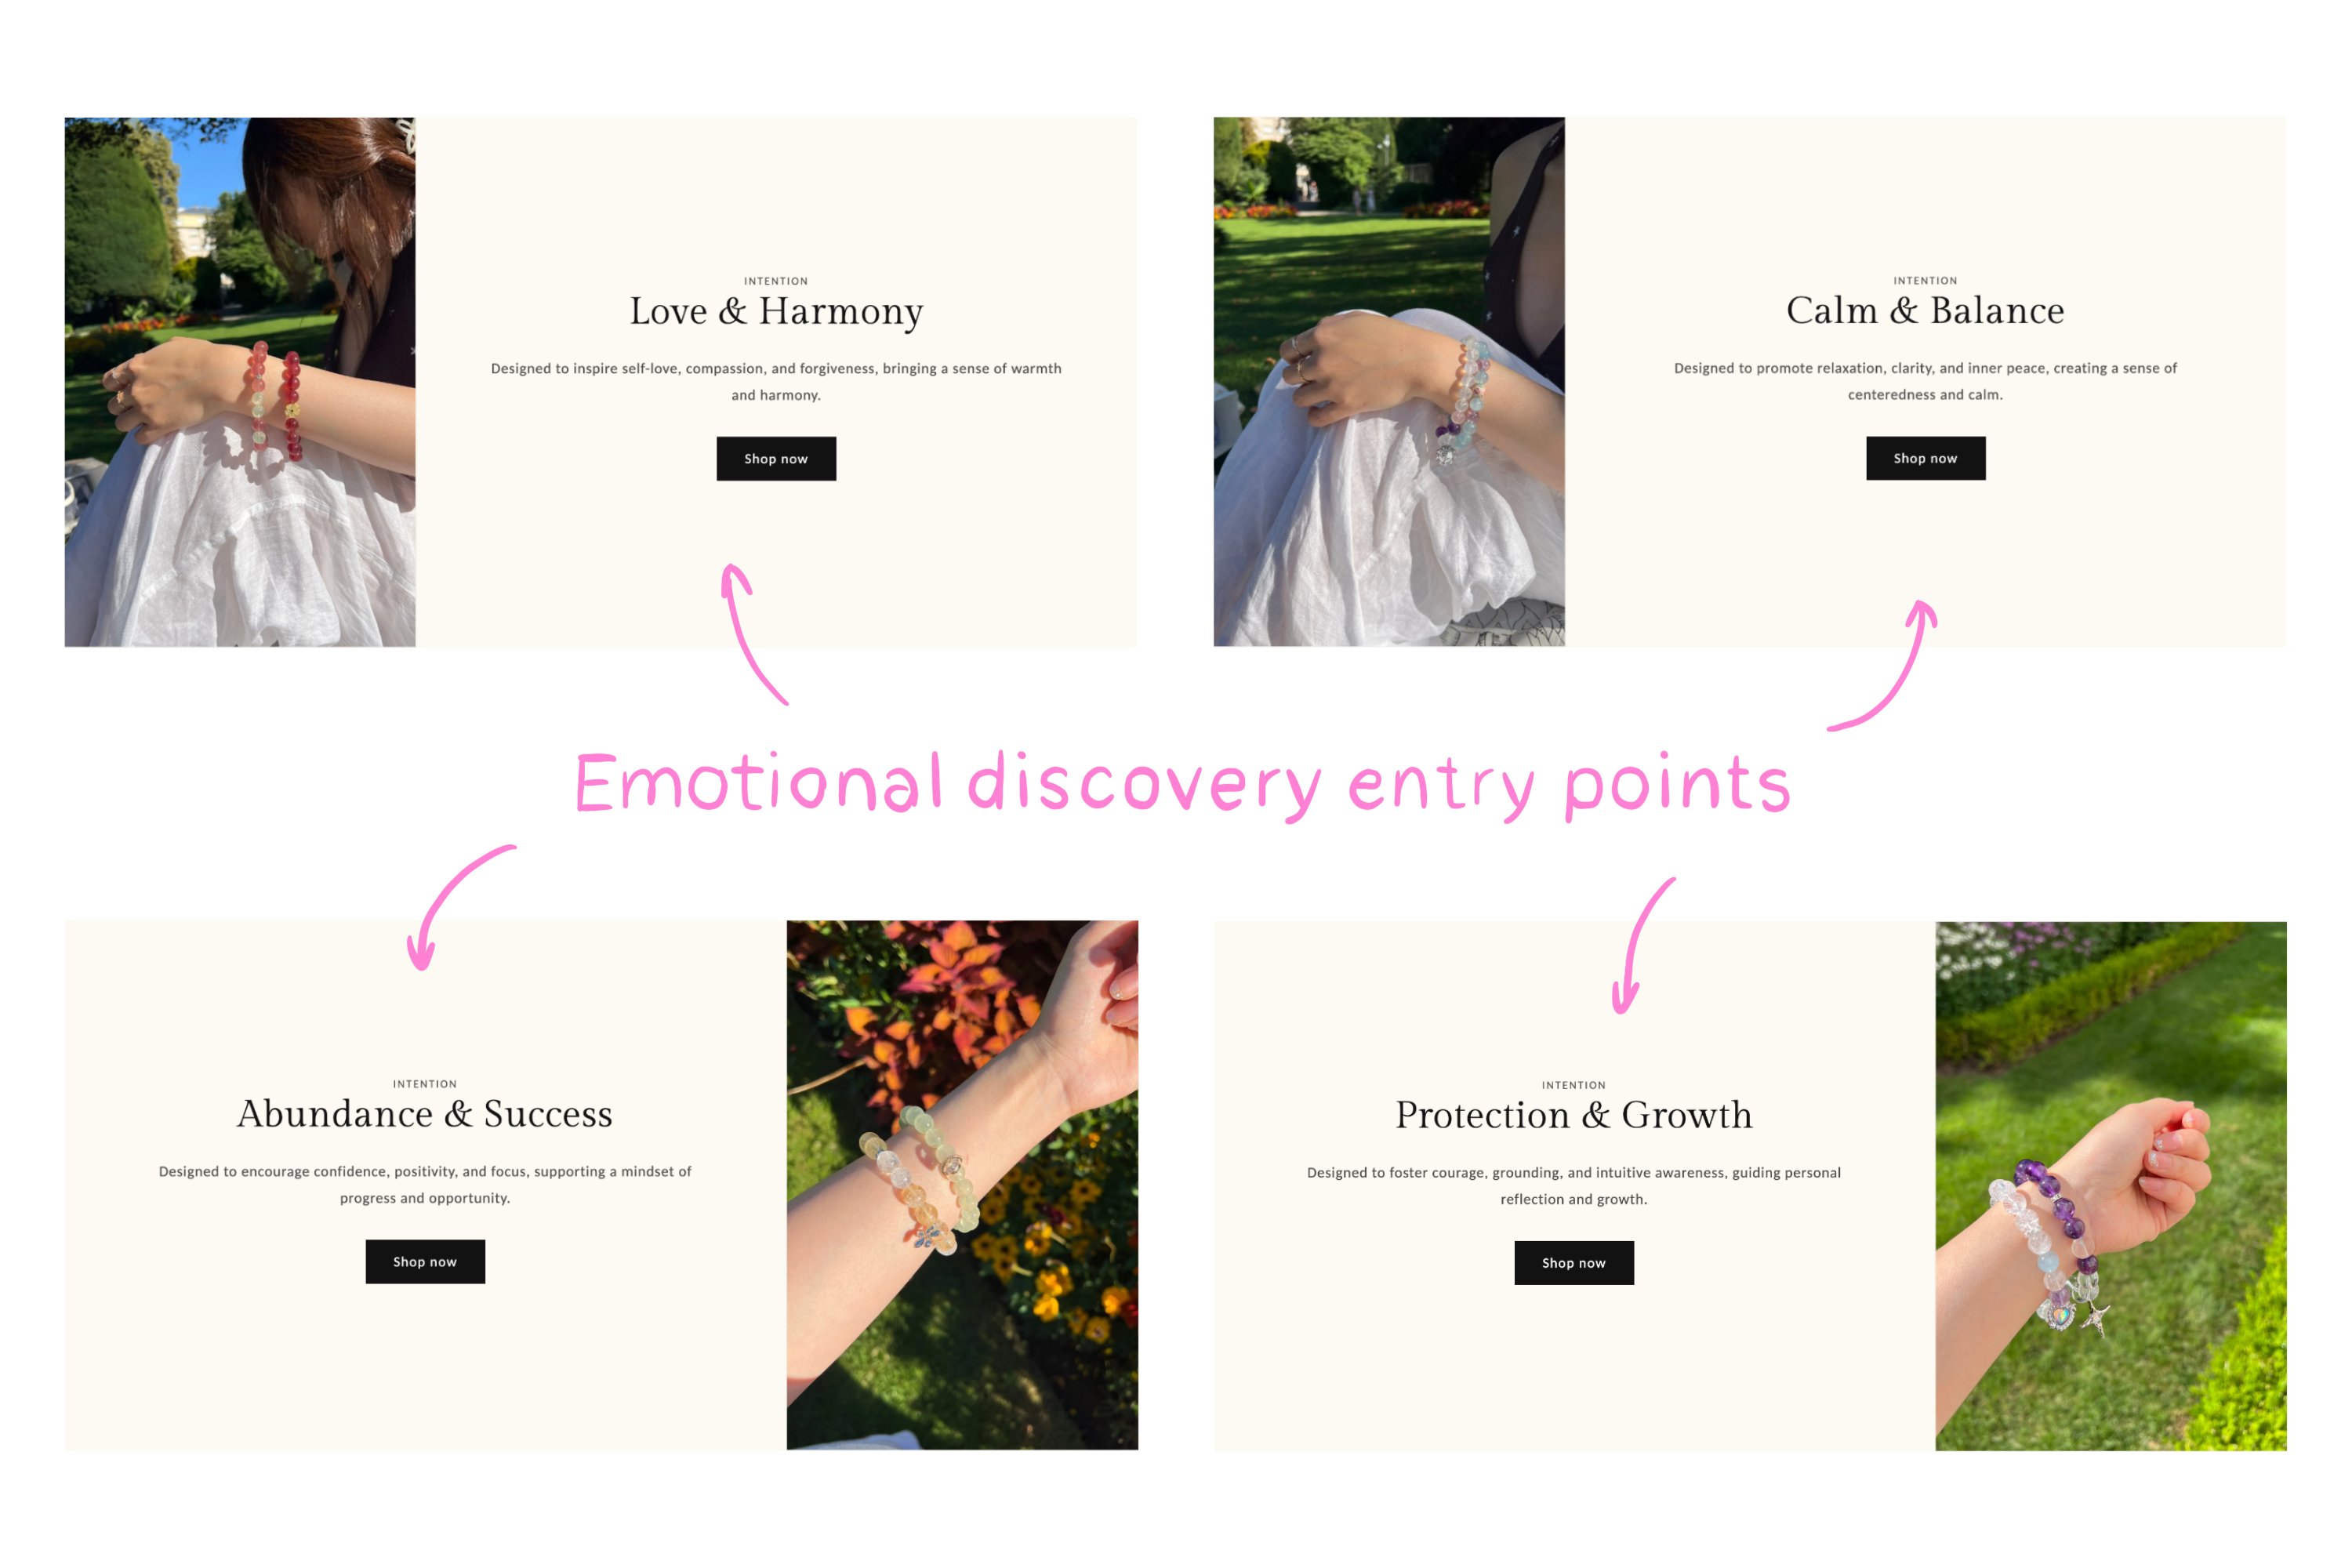 INTENTION
Love & Harmony
Designed to inspire self-love, compassion, and forgiveness, bringing a sense of warmth
and harmony.
Shop now
INTENTION
Calm & Balance
Designed to promote relaxation, clarity, and inner peace, creating a sense of
centeredness and calm.
Shop now
Emotional discovery entry points
INTENTION
Abundance & Success
Designed to encourage confidence, positivity, and focus, supporting a mindset of
progress and opportunity.
Shop now
INTENTION
Protection & Growth
Designed to foster courage, grounding, and intuitive awareness, guiding personal
reflection and growth.
Shop now